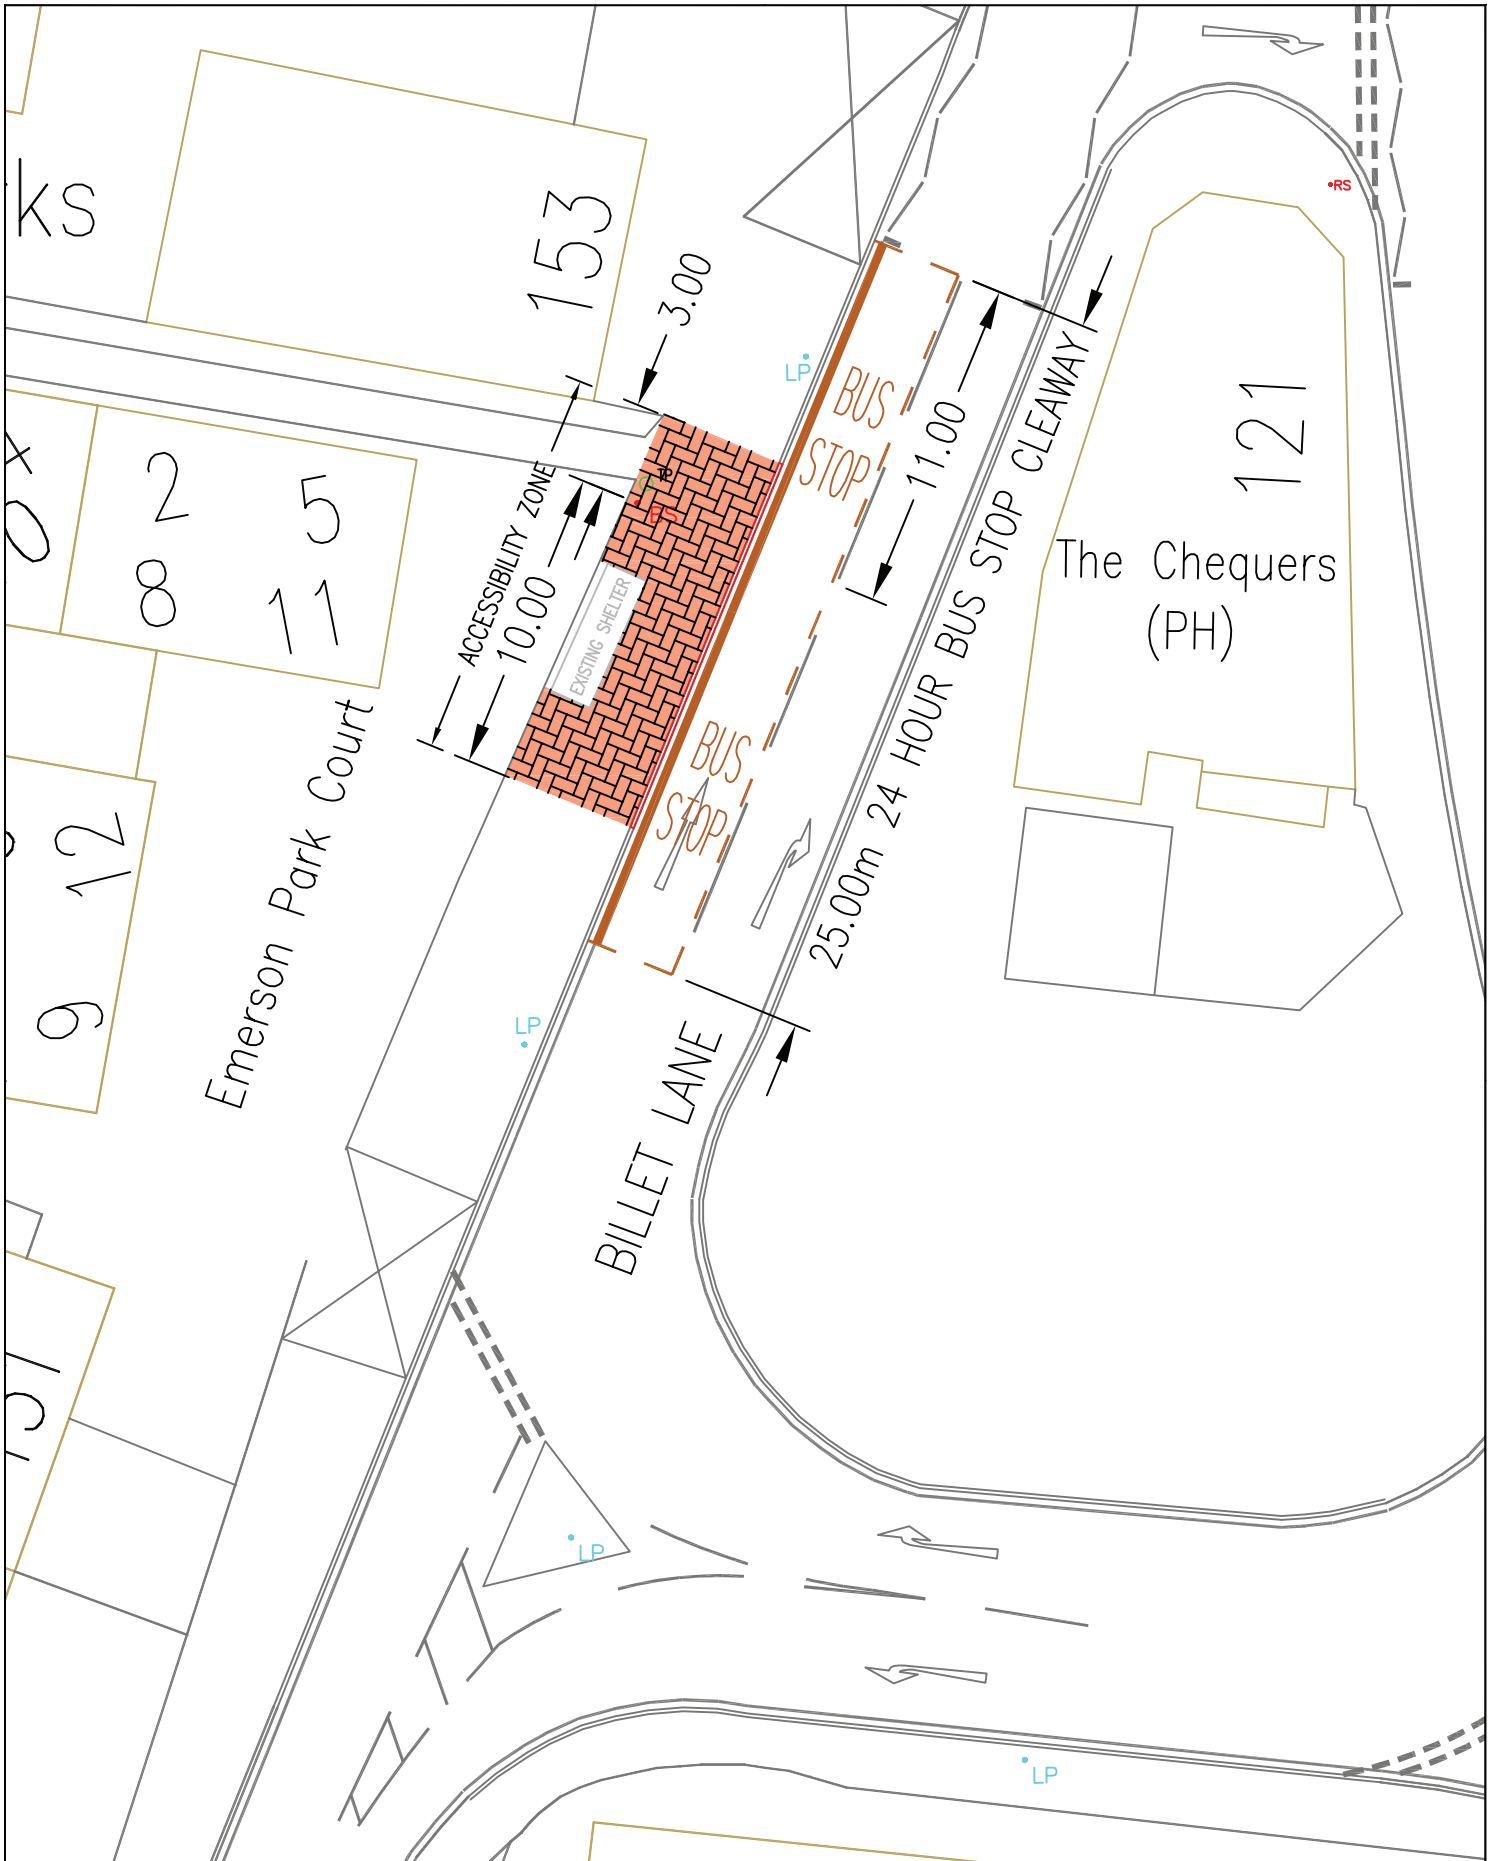 RS
ks
153
3.00
LP
BUS
STOP
11.00
25.00m 24 HOUR BUS STOP CLEAWAY
121
The Chequers
(PH)
2
5
8
11
TP
BS
ACCESSIBILITY ZONE
10.00
EXISTING SHELTER
BUS
STOP
Emerson Park Court
12
9
LP
BILLET LANE
LP
LP